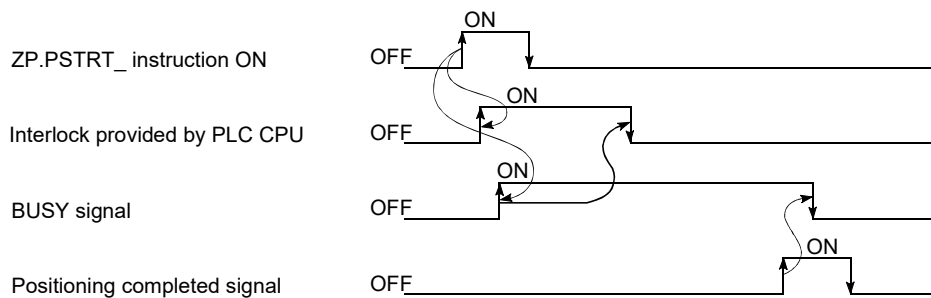 ON
ZP.PSTRT_ instruction ON OFF
ON
Interlock provided by PLC CPU OFF
ON
BUSY signal OFF
ON
Positioning completed signal OFF